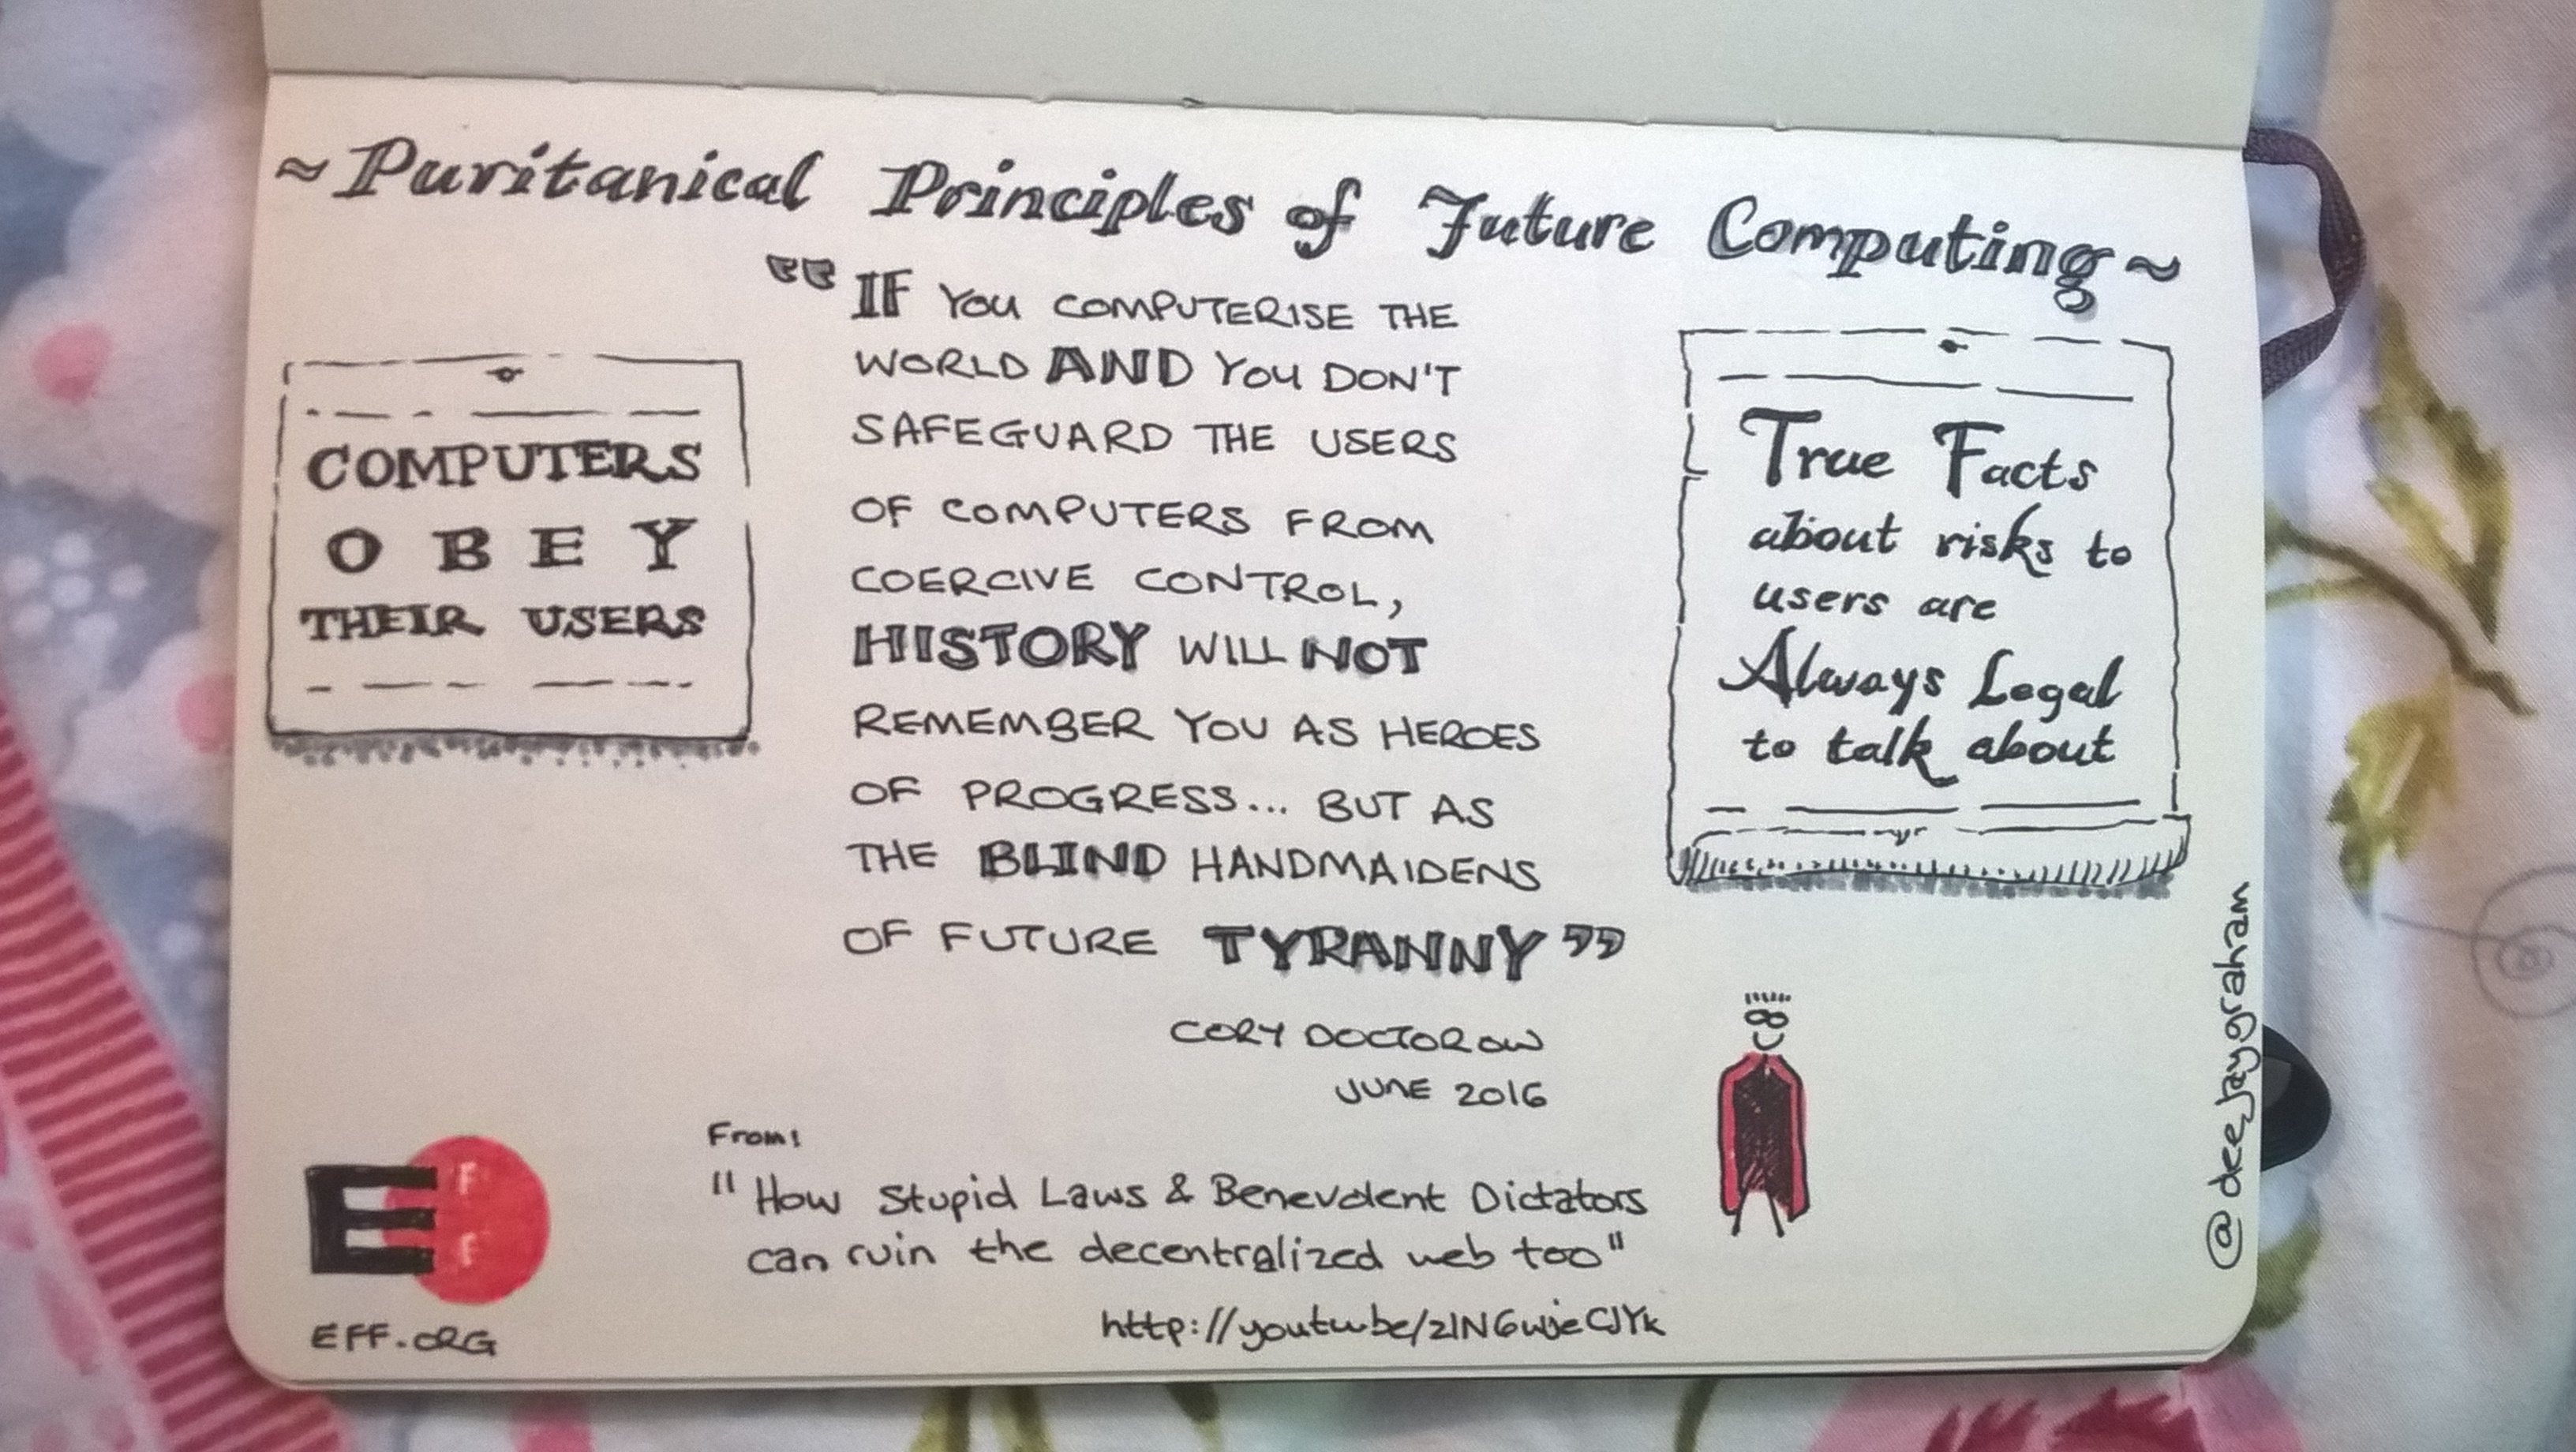 ~ Puritanical Principles of Future Computing ~
COMPUTERS
OBEY
THEIR USERS
"IF YOU COMPUTERISE THE
WORLD AND YOU DON'T
SAFEGUARD THE USERS
OF COMPUTERS FROM
COERCIVE CONTROL,
HISTORY WILL NOT
REMEMBER YOU AS HEROES
OF PROGRESS... BUT AS
THE BLIND HANDMAIDENS
OF FUTURE TYRANNY"
CORY DOCTOROW
JUNE 2016
True Facts
about risks to
users are
Always Legal
to talk about
From:
"How Stupid Laws & Benevolent Dictators
can ruin the decentralized web too"
http://youtu.be/zlN6wjeCJYk
E F F
EFF.ORG
@deejaygraham